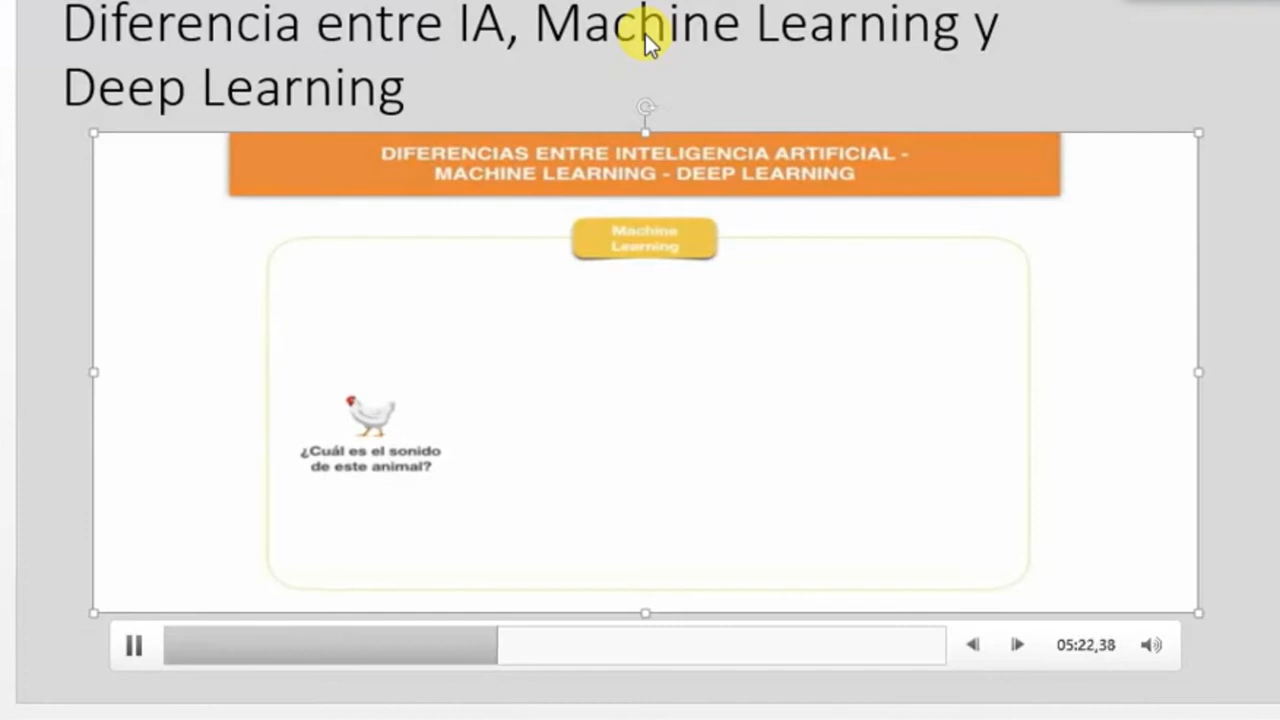 Diferencia entre IA, Machine Learning y
Deep Learning
DIFERENCIAS ENTRE INTELIGENCIA ARTIFICIAL -
MACHINE LEARNING - DEEP LEARNING
Machine
Learning
¿Cuál es el sonido
de este animal?
05:22,38